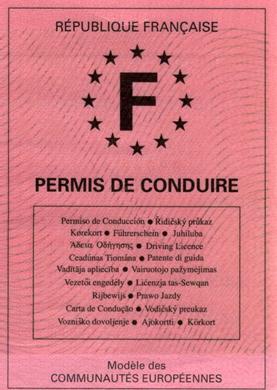 RÉPUBLIQUE FRANÇAISE
F
PERMIS DE CONDUIRE
Permiso de Conducción ● Řidičský průkaz
Kørekort ● Führerschein ● Juhiluba
Άδεια Οδήγησης ● Driving Licence
Ceadúnas Tiomána ● Patente di guida
Vadītāja apliecība ● Vairuotojo pažymėjimas
Vezetői engedély ● Liċenzja tas-Sewqan
Rijbewijs ● Prawo Jazdy
Carta de Condução ● Vodičský preukaz
Vozniško dovoljenje ● Ajokortti ● Körkort
Modèle des
COMMUNAUTÉS EUROPÉENNES